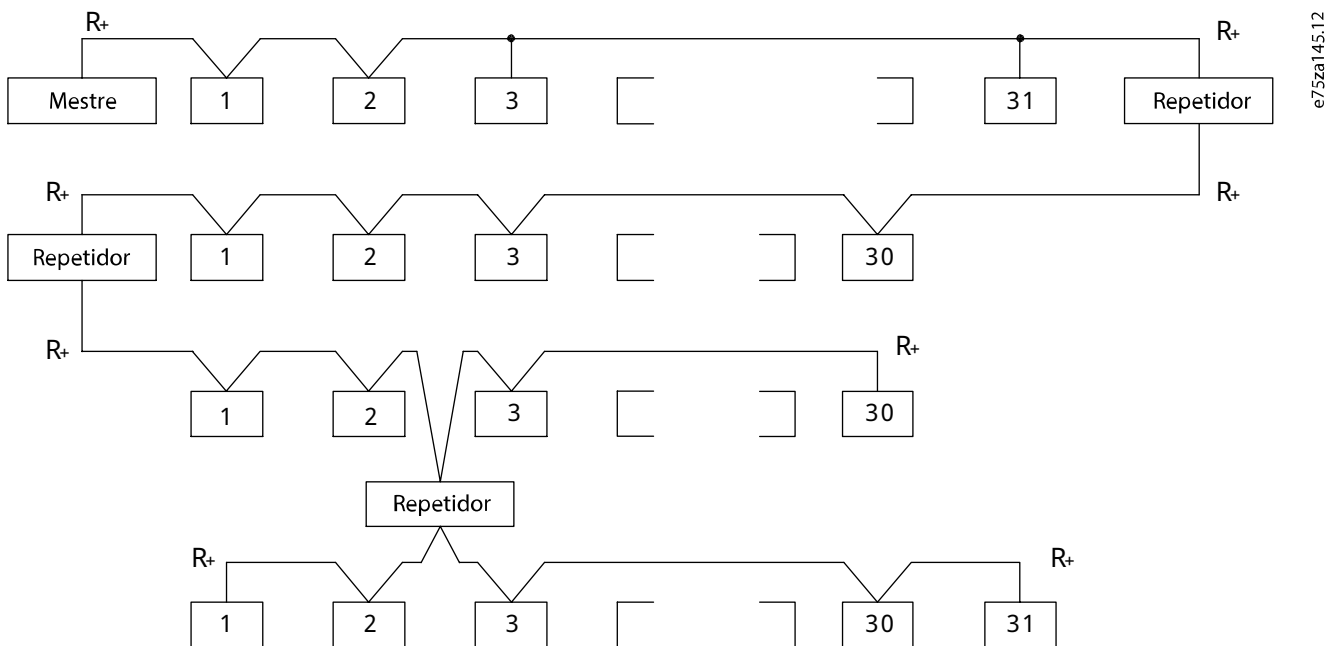 R+ R+
e75za145.12
Mestre 1 2 3 31 Repetidor
R+ R+
Repetidor 1 2 3 30
R+ R+
1 2 3 30
Repetidor
R+ R+
1 2 3 30 31